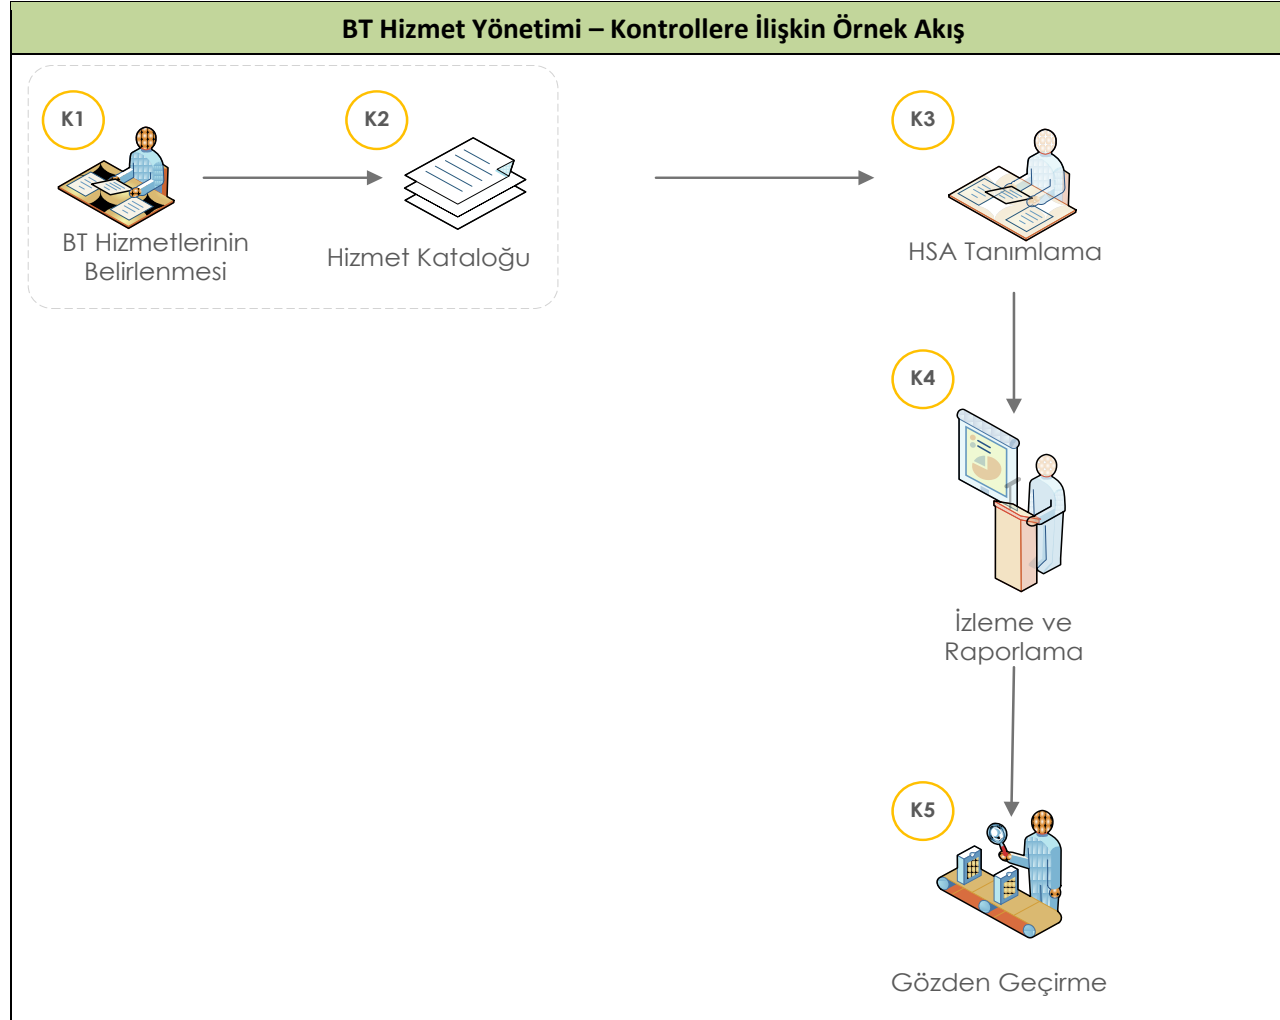 BT Hizmet Yönetimi – Kontrollere İlişkin Örnek Akış
K1
K2
K3
BT Hizmetlerinin
Belirlenmesi
Hizmet Kataloğu
HSA Tanımlama
K4
İzleme ve
Raporlama
K5
Gözden Geçirme